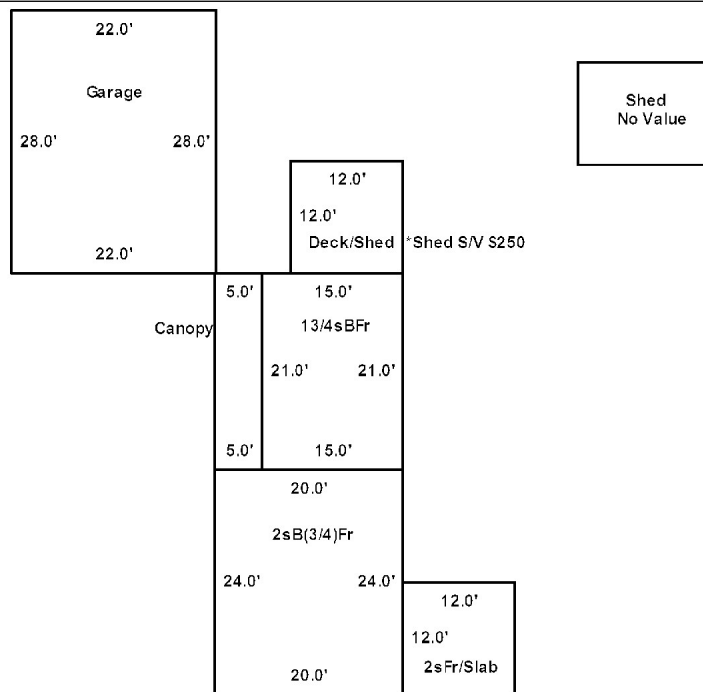 22.0'
Garage
28.0' 28.0'
22.0'
Shed
No Value
12.0'
12.0'
Deck/Shed *Shed S/V S250
5.0' 15.0'
Canopy 13/4sBFr
21.0' 21.0'
5.0' 15.0'
20.0'
2sB(3/4)Fr
24.0' 24.0'
20.0'
12.0'
12.0'
2sFr/Slab